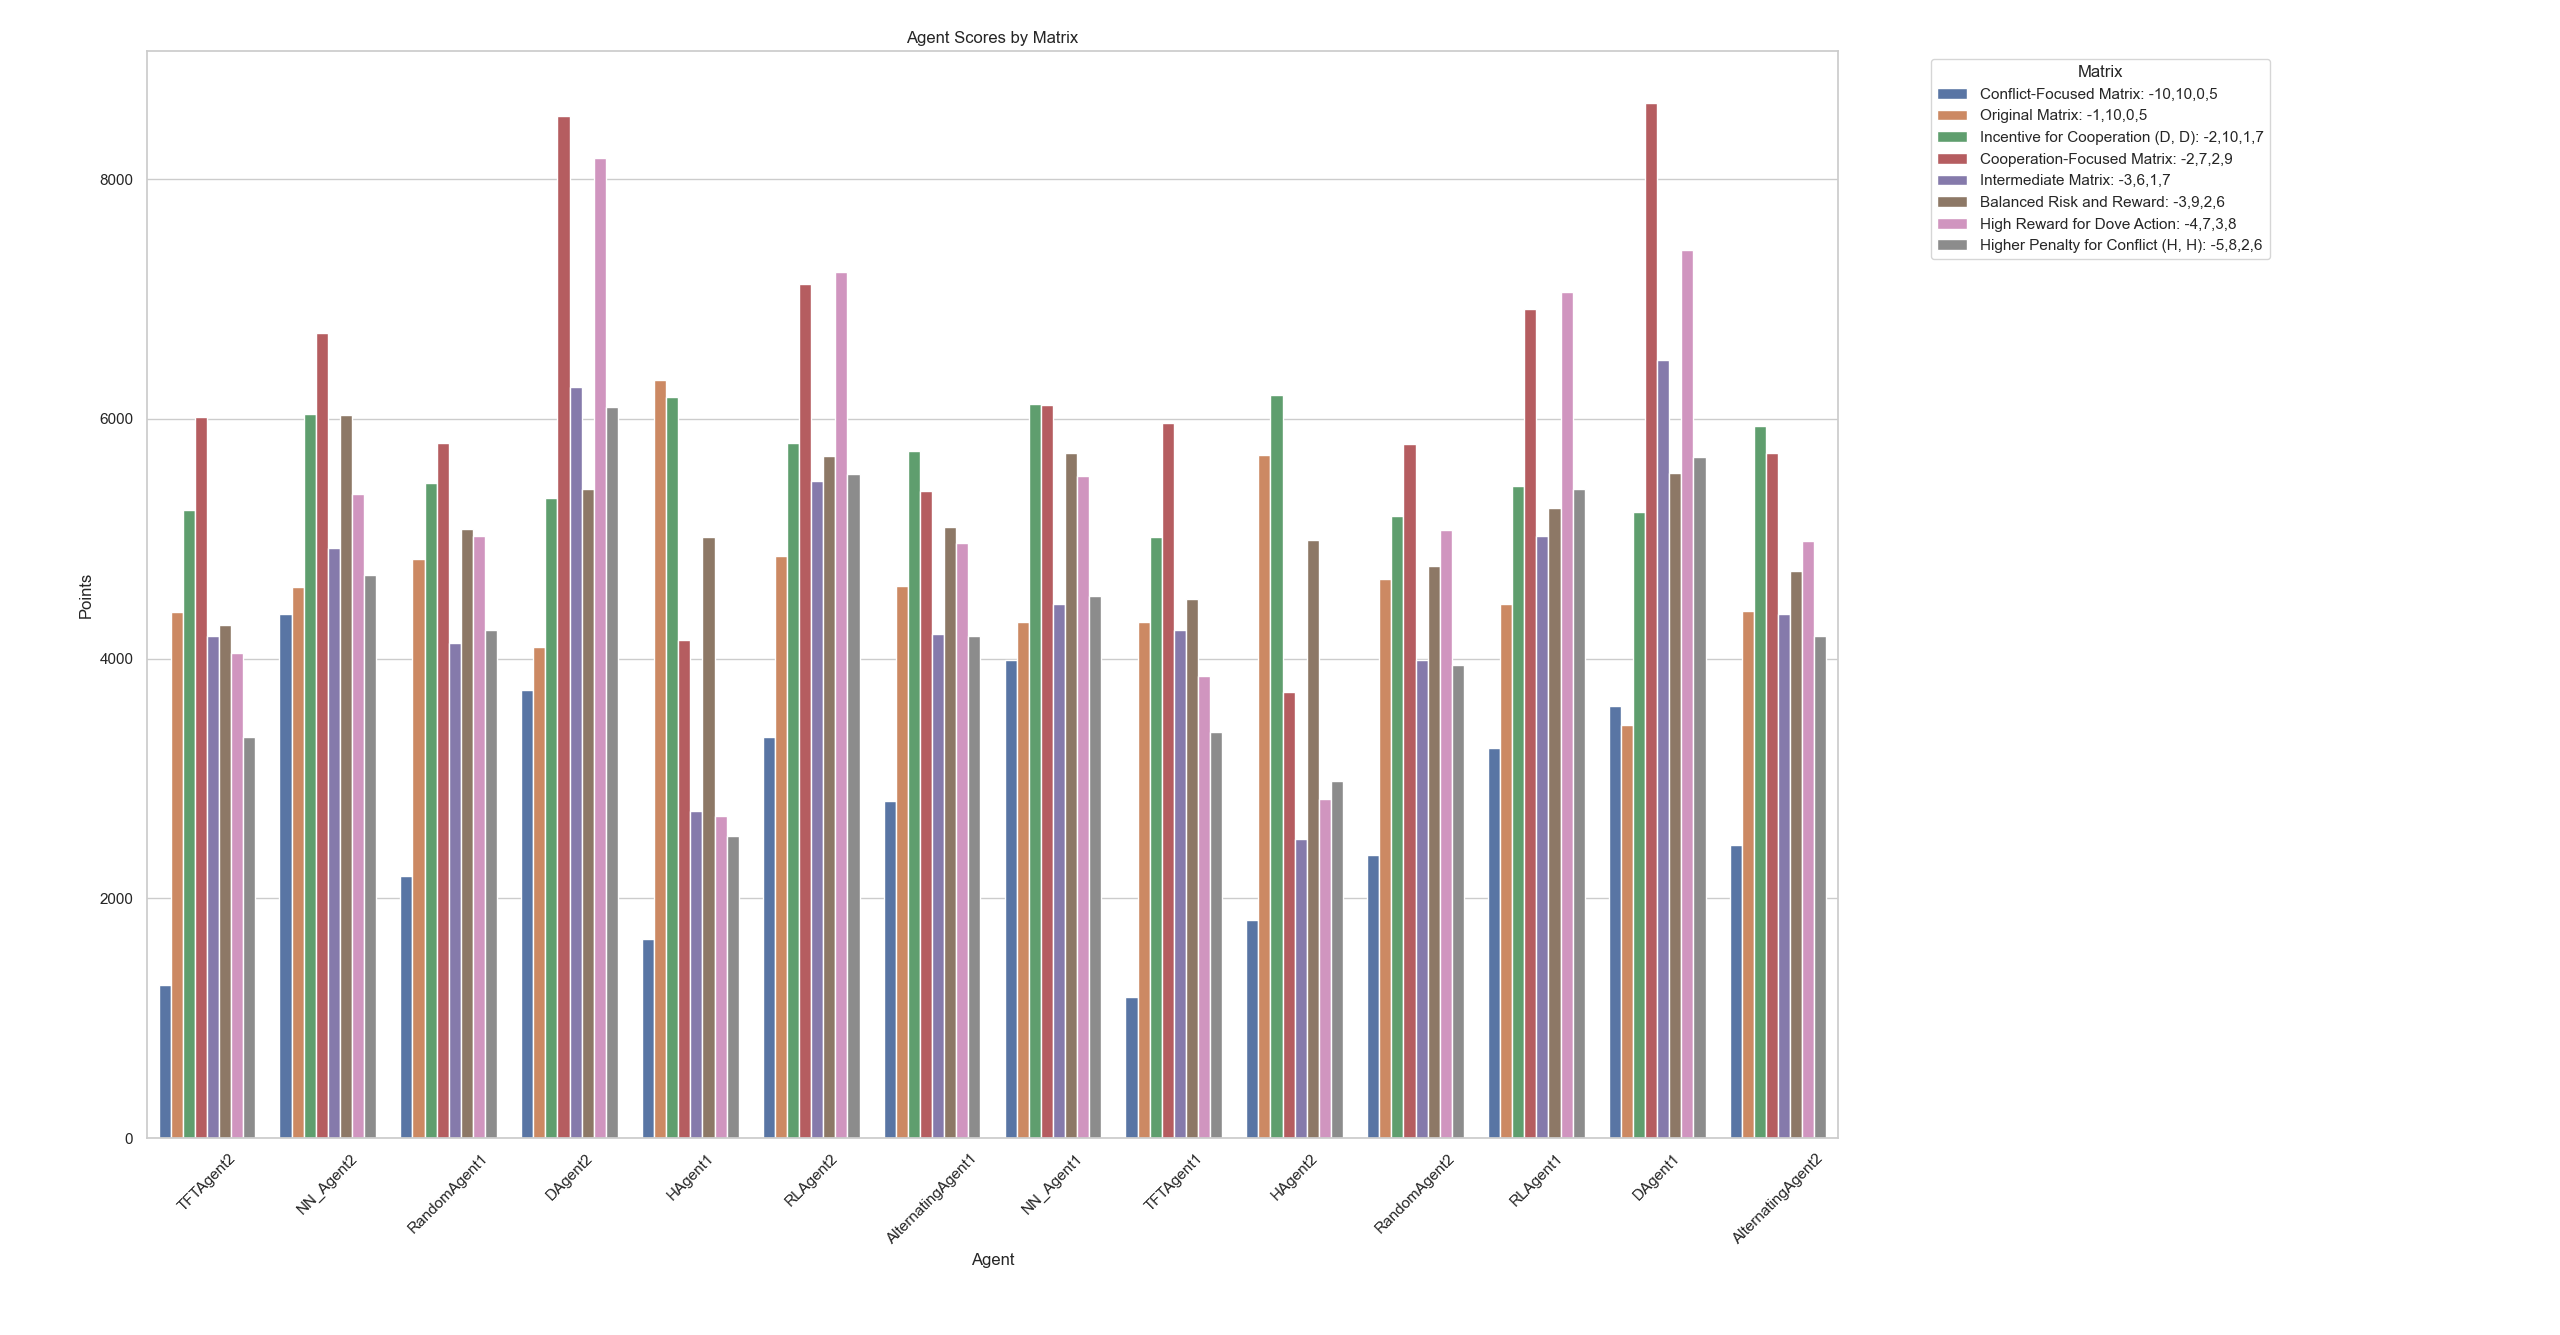 Agent Scores by Matrix
Matrix
Conflict-Focused Matrix: -10,10,0,5
Original Matrix: -1,10,0,5
Incentive for Cooperation (D, D): -2,10,1,7
Cooperation-Focused Matrix: -2,7,2,9
Intermediate Matrix: -3,6,1,7
Balanced Risk and Reward: -3,9,2,6
High Reward for Dove Action: -4,7,3,8
Higher Penalty for Conflict (H, H): -5,8,2,6
Points
8000
6000
4000
2000
0
TFTAgent2
NN_Agent2
RandomAgent1
DAgent2
HAgent1
RLAgent2
AlternatingAgent1
NN_Agent1
TFTAgent1
HAgent2
RandomAgent2
RLAgent1
DAgent1
AlternatingAgent2
Agent